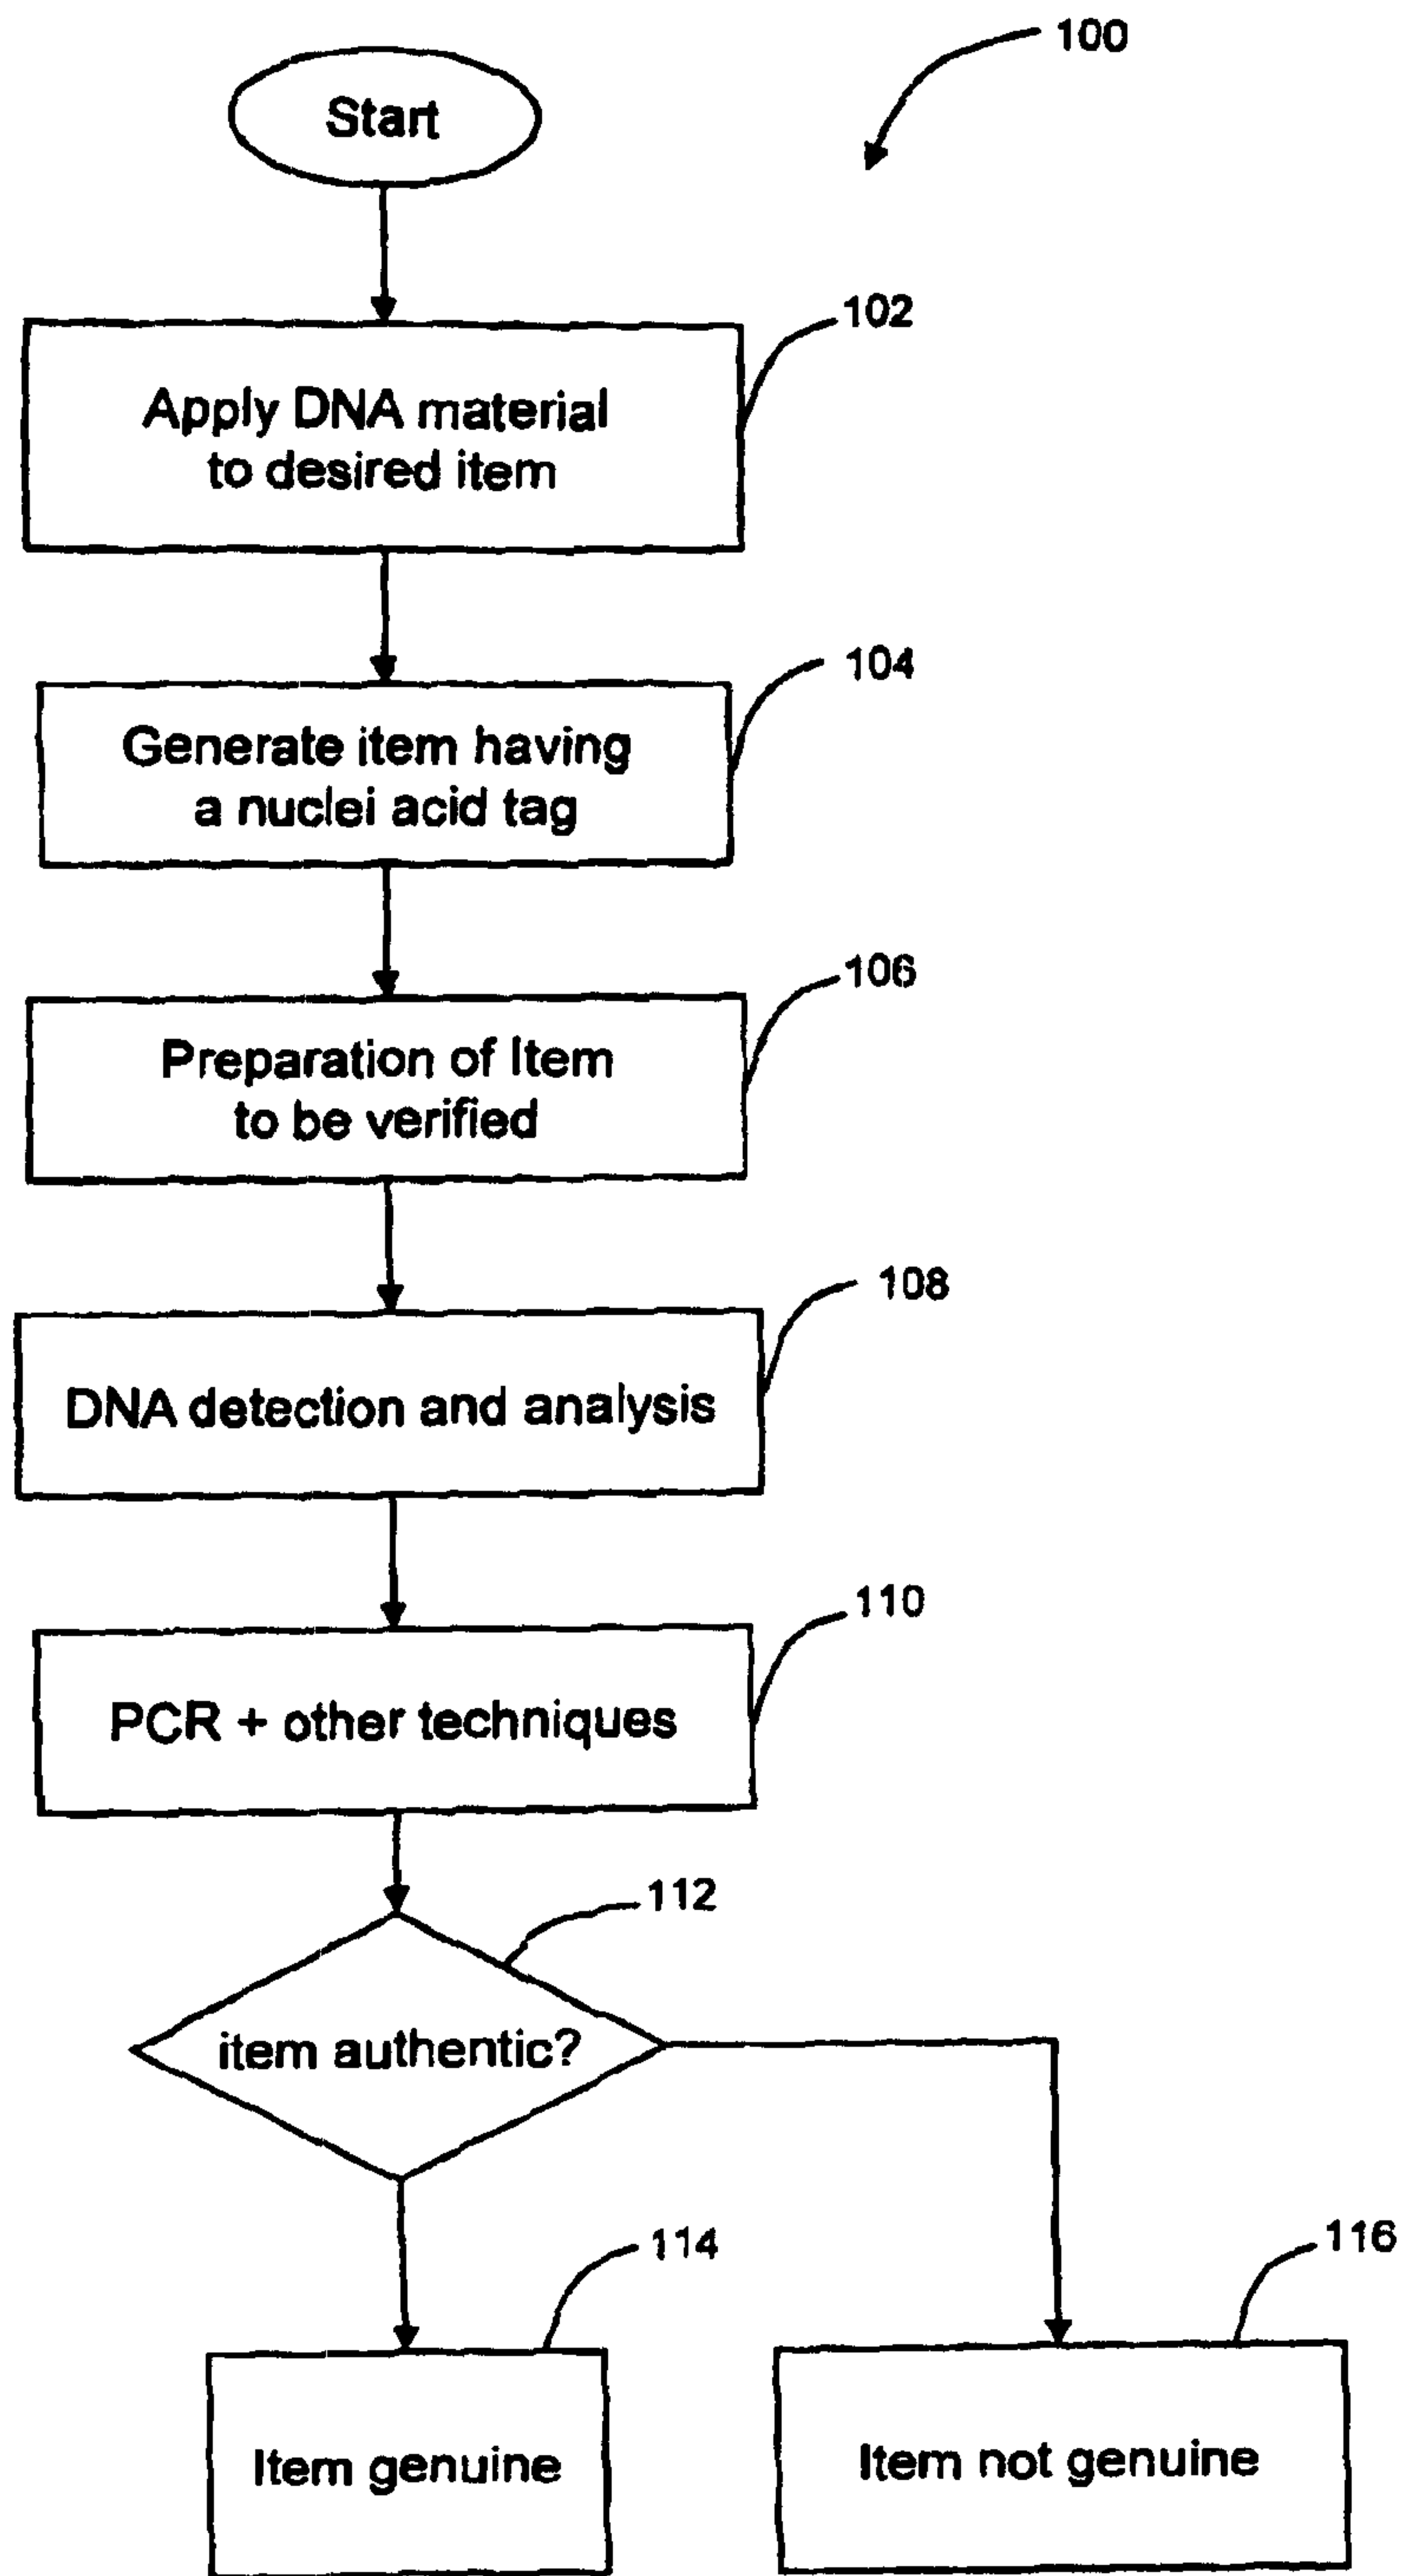 100
Start
102
Apply DNA material
to desired item
104
Generate item having
a nuclei acid tag
106
Preparation of Item
to be verified
108
DNA detection and analysis
110
PCR + other techniques
112
item authentic?
114
116
Item genuine
Item not genuine